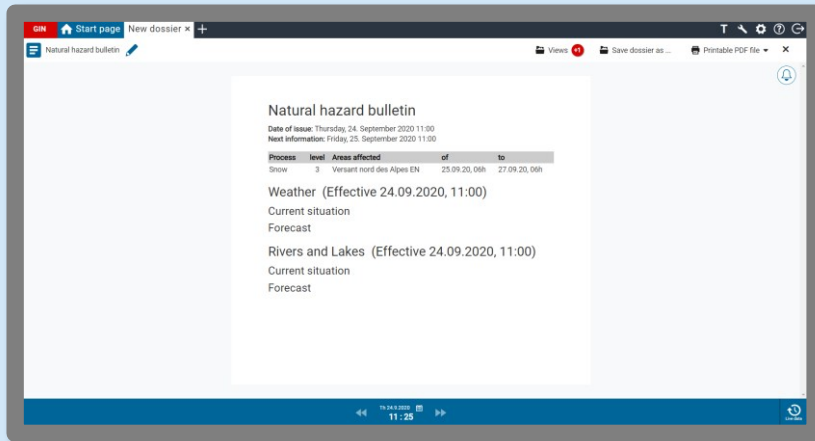 GIN Start page New dossier × + T
Natural hazard bulletin Views +1 Save dossier as ... Printable PDF file ×
Natural hazard bulletin
Date of issue: Thursday, 24. September 2020 11:00
Next information: Friday, 25. September 2020 11:00
Process level Areas affected of to
Snow 3 Versant nord des Alpes EN 25.09.20, 06h 27.09.20, 06h
Weather (Effective 24.09.2020, 11:00)
Current situation
Forecast
Rivers and Lakes (Effective 24.09.2020, 11:00)
Current situation
Forecast
Th 24.9.2020
11 : 25
Live data